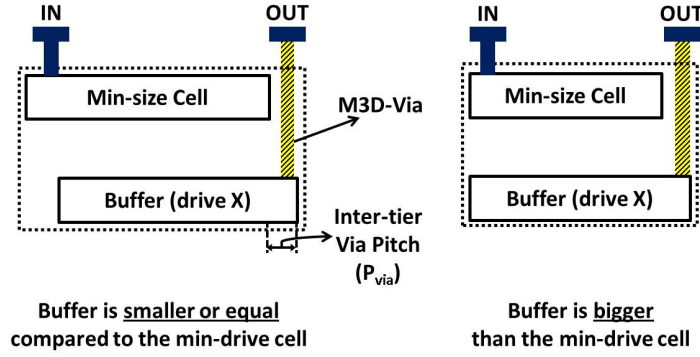 IN
OUT
Min-size Cell
M3D-Via
Buffer (drive X)
Inter-tier
Via Pitch
(Pvia)
Buffer is smaller or equal
compared to the min-drive cell
IN
OUT
Min-size Cell
Buffer (drive X)
Buffer is bigger
than the min-drive cell